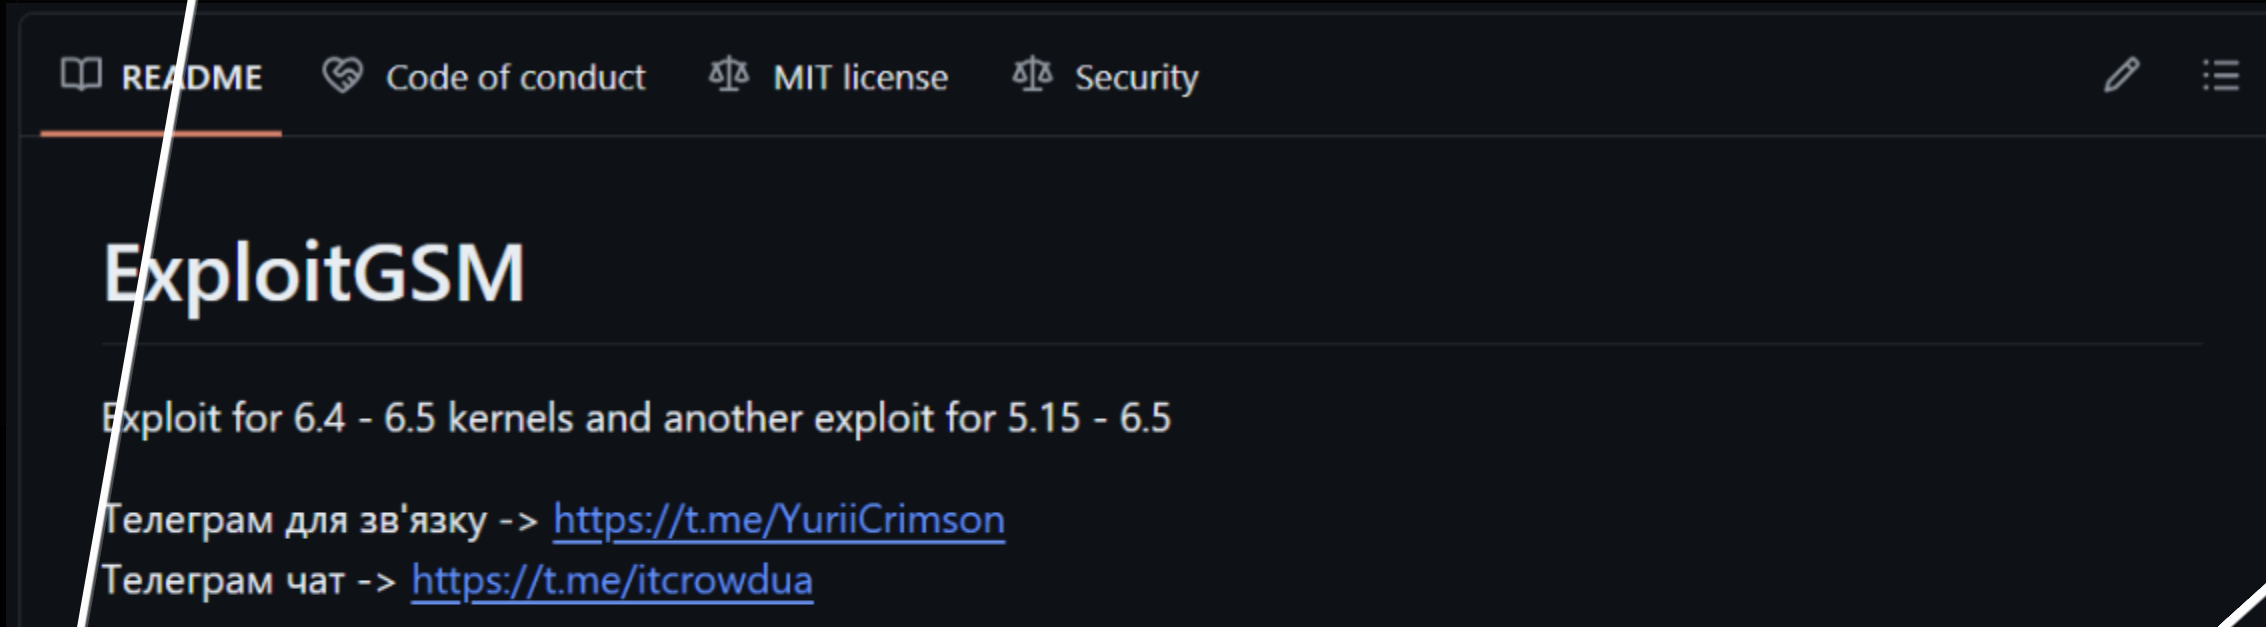 README Code of conduct MIT license Security
ExploitGSM
Exploit for 6.4 - 6.5 kernels and another exploit for 5.15 - 6.5
Телеграм для зв'язку -> https://t.me/YuriiCrimson
Телеграм чат -> https://t.me/itcrowdua